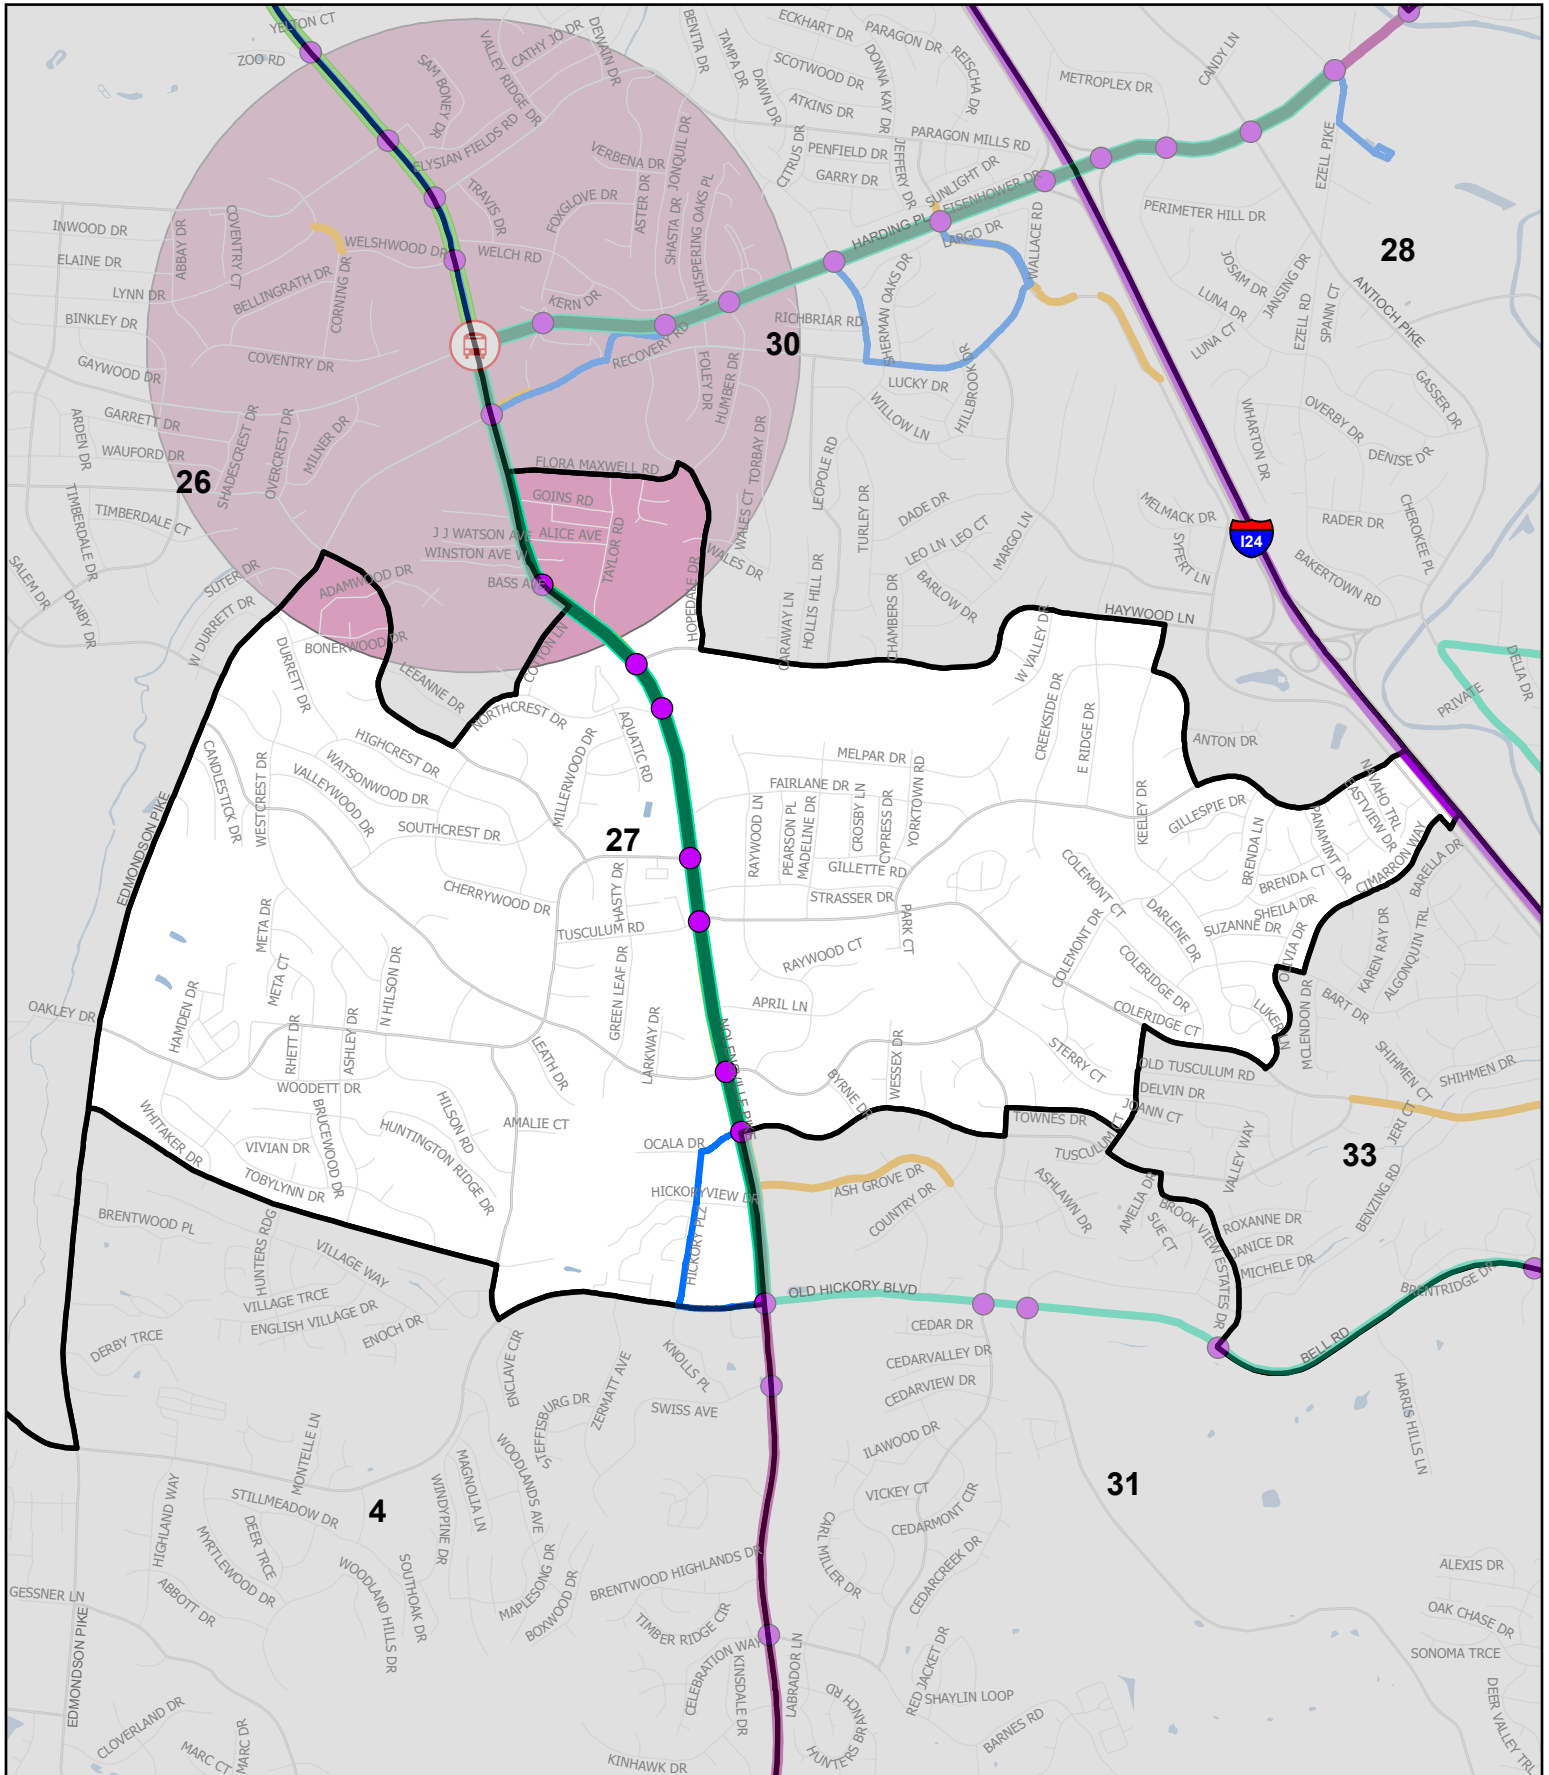 YELTON CT
ZOO RD
SAM BONEY DR
VALLEY RIDGE DR
CATHY JO DR
DEWAIN DR
BENITA DR
TAMPA DR
DAWN DR
ECKHART DR
PARAGON DR
SCOTWOOD DR
DONNA KAY DR
REISCHA DR
ATKINS DR
METROPLEX DR
CANDY LN
ELYSIAN FIELDS RD
VERBENA DR
JONQUIL DR
CITRUS DR
PARAGON MILLS RD
PENFIELD DR
JEFFERY DR
GARRY DR
SUNLIGHT DR
EISENHOWER DR
EZELL PIKE
INWOOD DR
ABBAY DR
COVENTRY CT
TRAVIS DR
FOXGLOVE DR
ASTER DR
SHASTA DR
WHISPERING OAKS PL
HARDING PL
LARGO DR
WALLACE RD
PERIMETER HILL DR
28
ELAINE DR
WELSHWOOD DR
WELCH RD
LYNN DR
BELLINGRATH DR
CORNING DR
KERN DR
SHERMAN OAKS DR
JOSAM DR
JANSING DR
LUNA DR
EZELL RD
SPANN CT
ANTIOCH PIKE
BINKLEY DR
RICHBRIAR RD
30
LUNA CT
GAYWOOD DR
COVENTRY DR
RECOVERY RD
FOLEY DR
HUMBER DR
LUCKY DR
HILLBROOK DR
GASSER DR
GARRETT DR
ARDEN DR
WAUFORD DR
SHADESCREST DR
OVERCREST DR
MILNER DR
TORBAY DR
WILLOW LN
WHARTON DR
OVERBY DR
DENISE DR
26
FLORA MAXWELL RD
LEOPOLE RD
TIMBERDALE DR
TIMBERDALE CT
GOINS RD
J J WATSON AVE
ALICE AVE
WINSTON AVE W
TAYLOR RD
WALES CT
WALES DR
TURLEY DR
DADE DR
LEO LN
LEO CT
MARGO LN
MELMACK DR
SYFERT LN
I24
RADER DR
CHEROKEE PL
BAKERTOWN RD
SALEM DR
DANBY DR
SUTER DR
W DURRETT DR
ADAMWOOD DR
BASS AVE
HOPEDALE DR
CARAWAY LN
HOLLIS HILL DR
CHAMBERS DR
BARLOW DR
HAYWOOD LN
BONERWOOD DR
DURRETT DR
LEEANNE DR
COTTON LN
NORTHCREST DR
W VALLEY DR
CREEKSIDE DR
E RIDGE DR
ANTON DR
PRIVATE
DELIA DR
CANDLESTICK DR
WESTCREST DR
HIGHCREST DR
WATSONWOOD DR
VALLEYWOOD DR
SOUTHCREST DR
MILLERWOOD DR
AQUATIC RD
MELPAR DR
FAIRLANE DR
RAYWOOD LN
PEARSON PL
MADELINE DR
CROSBY LN
CYPRESS DR
YORKTOWN RD
KEELEY DR
GILLESPIE DR
BRENDA LN
PANAMINT DR
NAVAHO TRL
EASTVIEW DR
CIMARRON WAY
BARELLA DR
EDMONDSON PIKE
27
GILLETTE RD
STRASSER DR
PARK CT
COLEMONT CT
BRENDA CT
SHEILA DR
SUZANNE DR
OLIVIA DR
DARLENE DR
CHERRYWOOD DR
HASTY DR
TUSCULUM RD
META DR
META CT
N HILSON DR
GREEN LEAF DR
RAYWOOD CT
COLEMONT DR
COLERIDGE DR
COLERIDGE CT
KAREN RAY DR
ALGONQUIN TRL
BART DR
OAKLEY DR
HAMDEN DR
RHETT DR
ASHLEY DR
APRIL LN
NOLENSVILLE PIKE
LUKER LN
MCLENDON DR
WOODETT DR
LEATH DR
LARKWAY DR
BYRNE DR
WESSEX DR
STERRY CT
OLD TUSCULUM RD
DELVIN DR
JOANN CT
SHIHMEN CT
SHIHMEN DR
JERI CT
WHITAKER DR
VIVIAN DR
BRUCEWOOD DR
HILSON RD
HUNTINGTON RIDGE DR
AMALIE CT
OCALA DR
TOWNES DR
TUSCULUM CT
33
TOBYLYNN DR
HICKORYVIEW DR
HICKORY PLZ
ASH GROVE DR
COUNTRY DR
ASHLAWN DR
AMELIA DR
SUE CT
VALLEY WAY
BENZING RD
BROOK VIEW ESTATES DR
ROXANNE DR
JANICE DR
MICHELE DR
BRENTWOOD PL
HUNTERS RDG
VILLAGE WAY
VILLAGE TRCE
ENGLISH VILLAGE DR
ENOCH DR
DERBY TRCE
OLD HICKORY BLVD
CEDAR DR
BELL RD
BRENTRIDGE DR
ENCLAVE CIR
KNOLLS PL
ZERMATT AVE
STEFFISBURG DR
SWISS AVE
CEDARVALLEY DR
CEDARVIEW DR
HARRIS HILLS LN
MONTELLE LN
MAGNOLIA LN
WOODLANDS AVE
ILAWOOD DR
31
4
HIGHLAND WAY
STILLMEADOW DR
WINDYPINE DR
VICKEY CT
CEDARMONT CIR
MYRTLEWOOD DR
DEER TRCE
CARL MILLER DR
GESSNER LN
ABBOTT DR
WOODLAND HILLS DR
SOUTHOAK DR
MAPLESONG DR
BOXWOOD DR
BRENTWOOD HIGHLANDS DR
CEDARCREEK DR
ALEXIS DR
OAK CHASE DR
EDMONDSON PIKE
TIMBER RIDGE CIR
CELEBRATION WAY
KINSDALE DR
LABRADOR LN
RED JACKET DR
SONOMA TRCE
CLOVERLAND DR
MARC CT
MARC DR
HUNTERS BRANCH RD
SHAYLIN LOOP
BARNES RD
DEER VALLEY TRL
KINHAWK DR